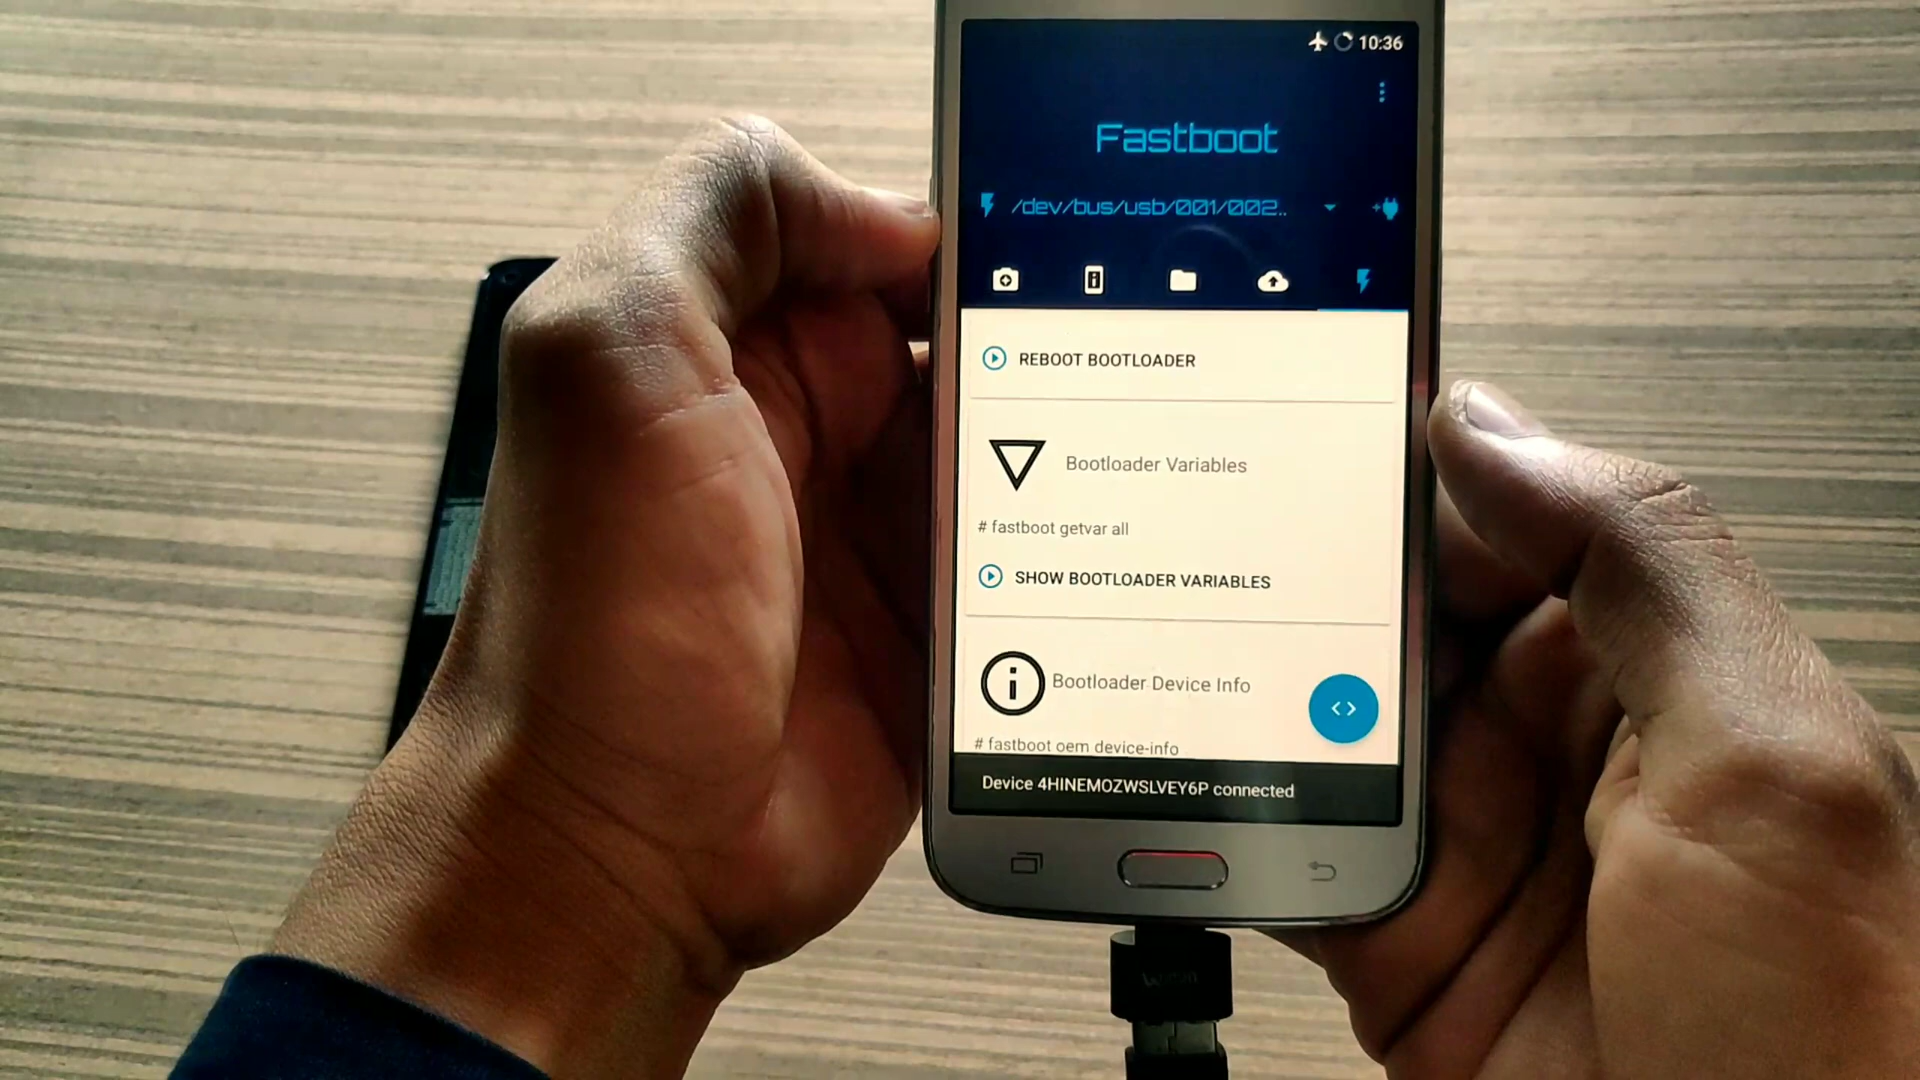 10:36
Fastboot
/dev/bus/usb/001/002..
REBOOT BOOTLOADER
Bootloader Variables
# fastboot getvar all
SHOW BOOTLOADER VARIABLES
Bootloader Device Info
# fastboot oem device-info
Device 4HINEMOZWSLVEY6P connected